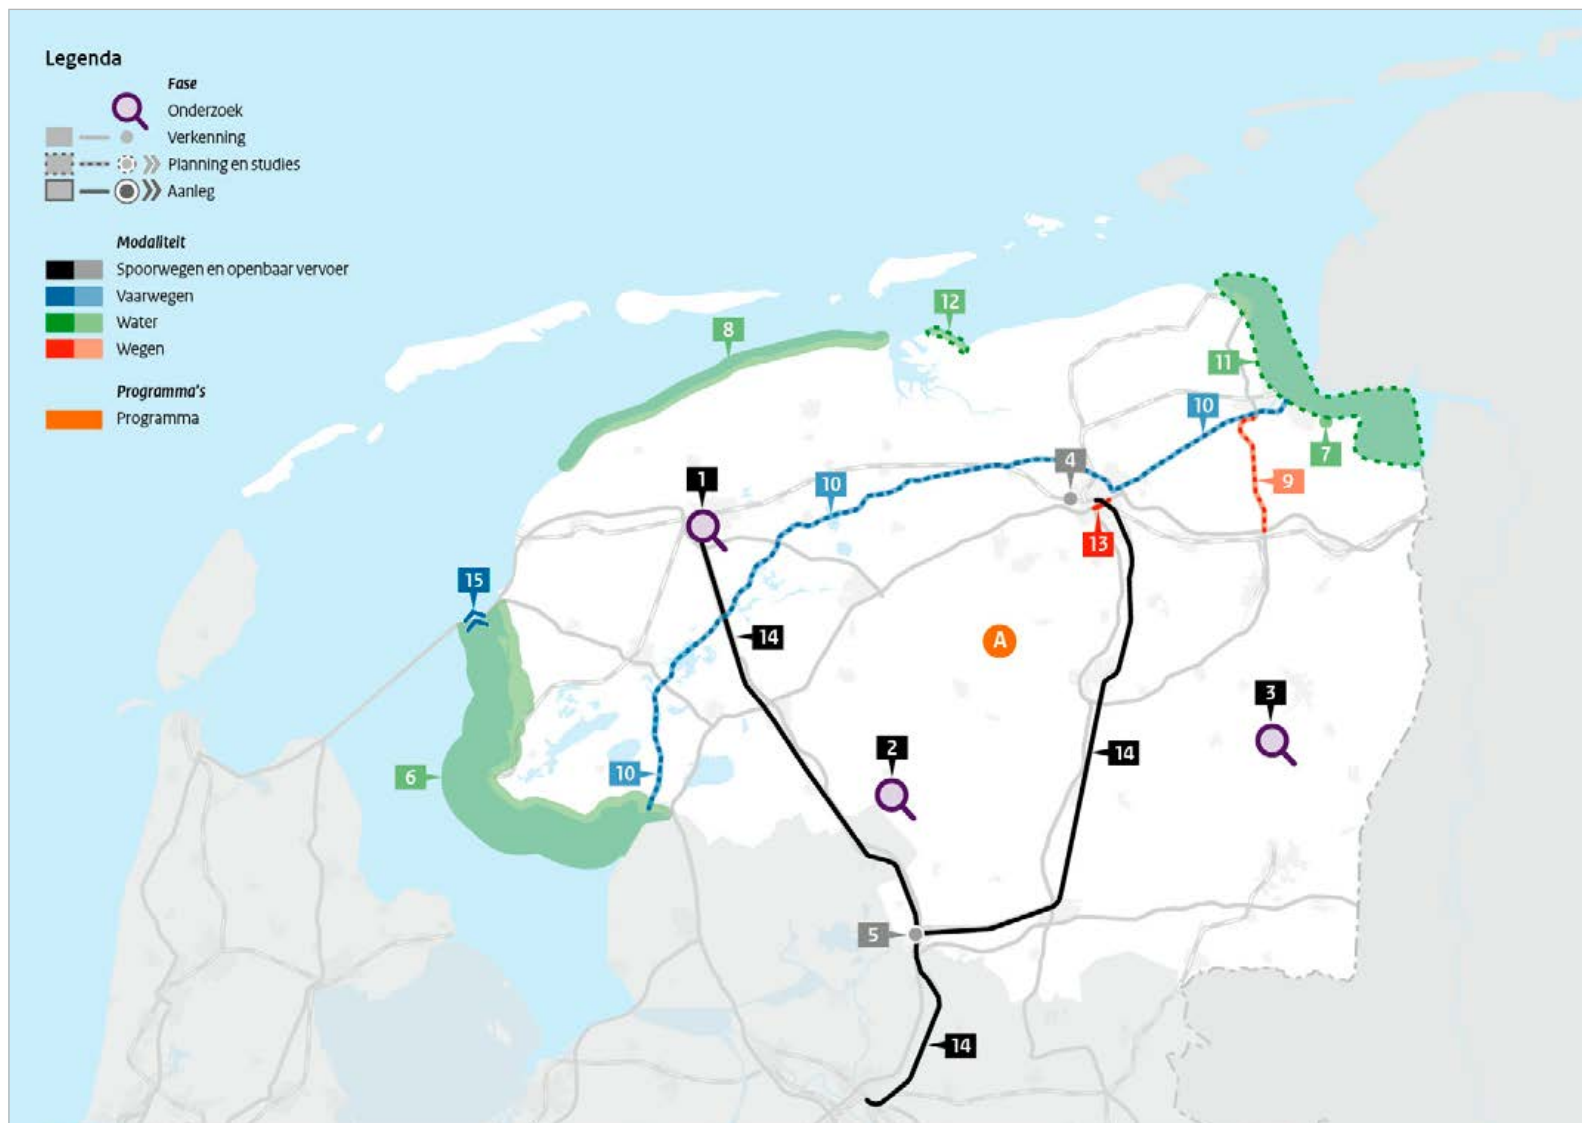 Legenda
Fase
Onderzoek
Verkenning
Planning en studies
Aanleg
Modaliteit
Spoorwegen en openbaar vervoer
Vaarwegen
Water
Wegen
Programma's
Programma
12
8
11
10
7
4
9
1
10
13
15
14
A
3
2
14
6
10
5
14